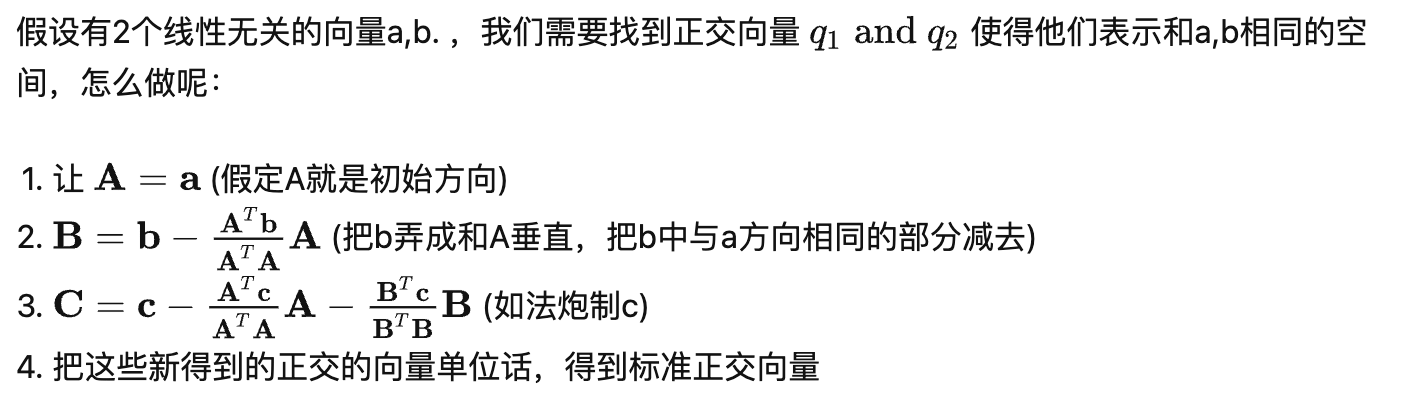 假设有2个线性无关的向量a,b. ，我们需要找到正交向量 $q_1$ and $q_2$ 使得他们表示和a,b相同的空
间，怎么做呢：
1. 让 $\mathbf{A} = \mathbf{a}$ (假定A就是初始方向)
2. $\mathbf{B} = \mathbf{b} - \frac{\mathbf{A}^T\mathbf{b}}{\mathbf{A}^T\mathbf{A}}\mathbf{A}$ (把b弄成和A垂直，把b中与a方向相同的部分减去)
3. $\mathbf{C} = \mathbf{c} - \frac{\mathbf{A}^T\mathbf{c}}{\mathbf{A}^T\mathbf{A}}\mathbf{A} - \frac{\mathbf{B}^T\mathbf{c}}{\mathbf{B}^T\mathbf{B}}\mathbf{B}$ (如法炮制c)
4. 把这些新得到的正交的向量单位话，得到标准正交向量